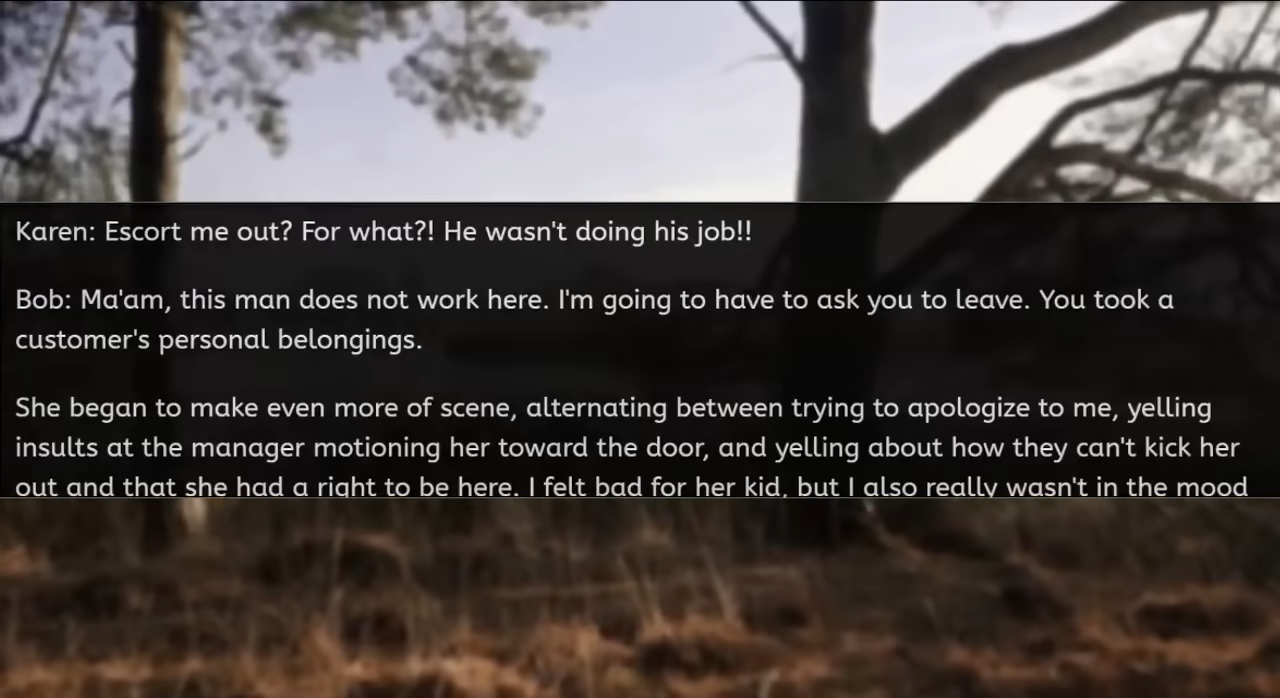 Karen: Escort me out? For what?! He wasn't doing his job!!
Bob: Ma'am, this man does not work here. I'm going to have to ask you to leave. You took a
customer's personal belongings.
She began to make even more of scene, alternating between trying to apologize to me, yelling
insults at the manager motioning her toward the door, and yelling about how they can't kick her
out and that she had a right to be here. I felt bad for her kid, but I also really wasn't in the mood